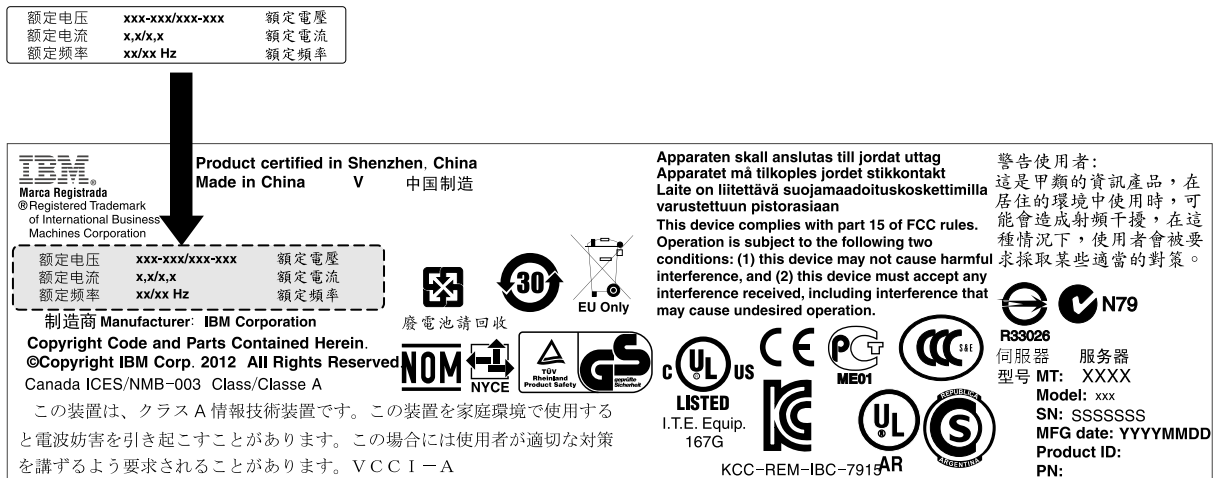 额定电压 xxx-xxx/xxx-xxx 額定電壓
额定电流 x,x/x,x 額定電流
额定频率 xx/xx Hz 額定頻率
IBM®
Marca Registrada
®Registered Trademark
of International Business
Machines Corporation
Product certified in Shenzhen, China
Made in China V 中国制造
额定电压 xxx-xxx/xxx-xxx 額定電壓
额定电流 x,x/x,x 額定電流
额定频率 xx/xx Hz 額定頻率
制造商 Manufacturer: IBM Corporation
Copyright Code and Parts Contained Herein.
©Copyright IBM Corp. 2012 All Rights Reserved
Canada ICES/NMB-003 Class/Classe A
この装置は、クラス A 情報技術装置です。この装置を家庭環境で使用する
と電波妨害を引き起こすことがあります。この場合には使用者が適切な対策
を講ずるよう要求されることがあります。ＶＣＣＩ－Ａ
廢電池請回收
30
EU Only
NOM
NYCE
TÜV
Rheinland
Product Safety
GS
geprüfte
Sicherheit
Apparaten skall anslutas till jordat uttag
Apparatet må tilkoples jordet stikkontakt
Laite on liitettävä suojamaadoituskoskettimilla
varustettuun pistorasiaan
This device complies with part 15 of FCC rules.
Operation is subject to the following two
conditions: (1) this device may not cause harmful
interference, and (2) this device must accept any
interference received, including interference that
may cause undesired operation.
c UL US
LISTED
I.T.E. Equip.
167G
CE
PCT
ME01
CCC S&E
KC
KCC-REM-IBC-7915
UL
AR
REPUBLICA
S
ARGENTINA
警告使用者:
這是甲類的資訊產品，在
居住的環境中使用時，可
能會造成射頻干擾，在這
種情況下，使用者會被要
求採取某些適當的對策。
R33026
N79
伺服器 服务器
型号 MT: XXXX
Model: xxx
SN: SSSSSSS
MFG date: YYYYMMDD
Product ID:
PN: